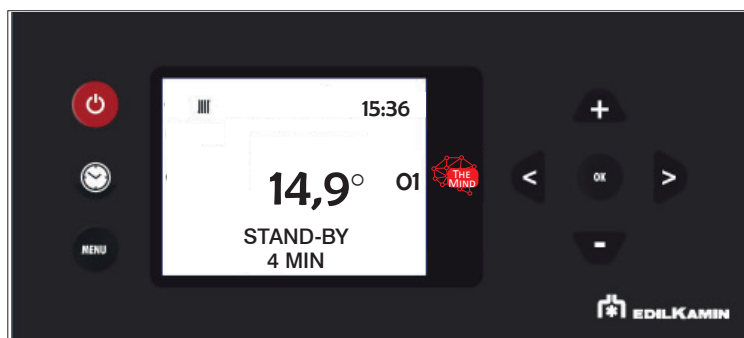 15:36
14,9° 01
THE
MIND
STAND-BY
4 MIN
MENU
+
< OK >
-
EDILKAMIN